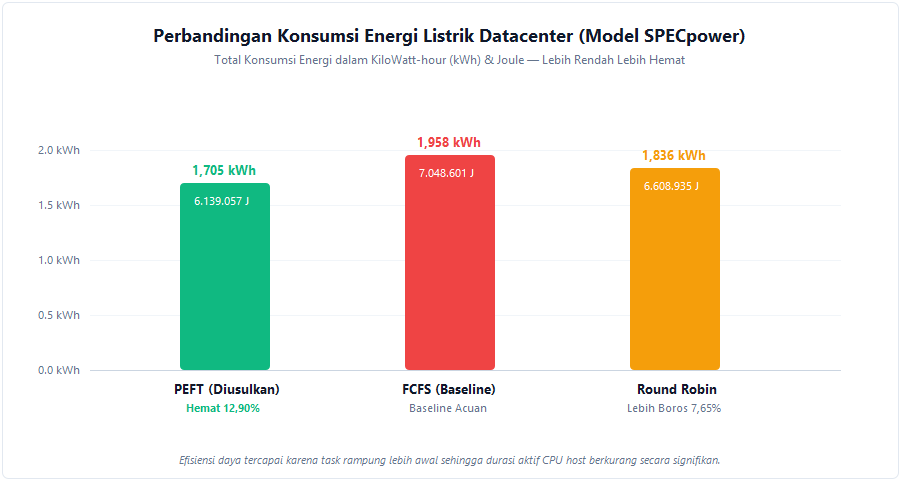 Perbandingan Konsumsi Energi Listrik Datacenter (Model SPECpower)
Total Konsumsi Energi dalam KiloWatt-hour (kWh) & Joule — Lebih Rendah Lebih Hemat
2.0 kWh
1.5 kWh
1.0 kWh
0.5 kWh
0.0 kWh
1,705 kWh
6.139.057 J
1,958 kWh
7.048.601 J
1,836 kWh
6.608.935 J
PEFT (Diusulkan)
Hemat 12,90%
FCFS (Baseline)
Baseline Acuan
Round Robin
Lebih Boros 7,65%
Efisiensi daya tercapai karena task rampung lebih awal sehingga durasi aktif CPU host berkurang secara signifikan.